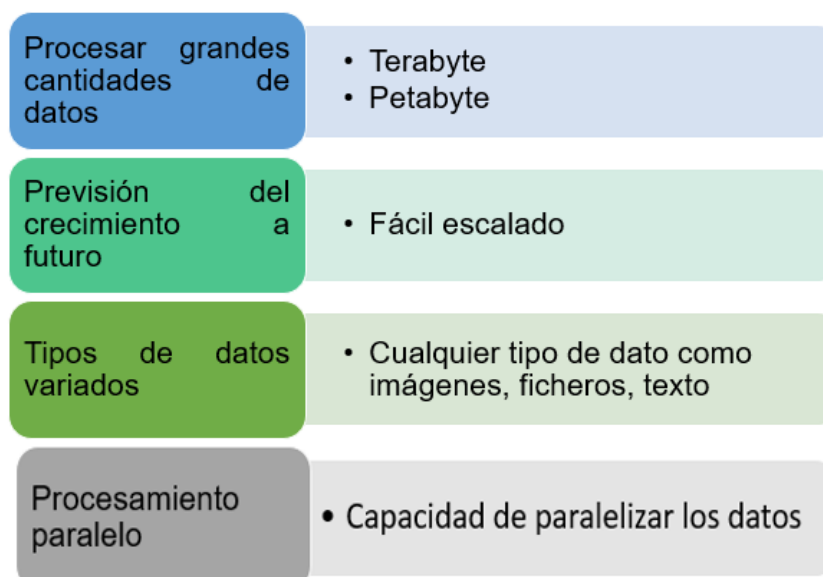 Procesar grandes
cantidades de
datos
• Terabyte
• Petabyte
Previsión del
crecimiento a
futuro
• Fácil escalado
Tipos de datos
variados
• Cualquier tipo de dato como
imágenes, ficheros, texto
Procesamiento
paralelo
• Capacidad de paralelizar los datos